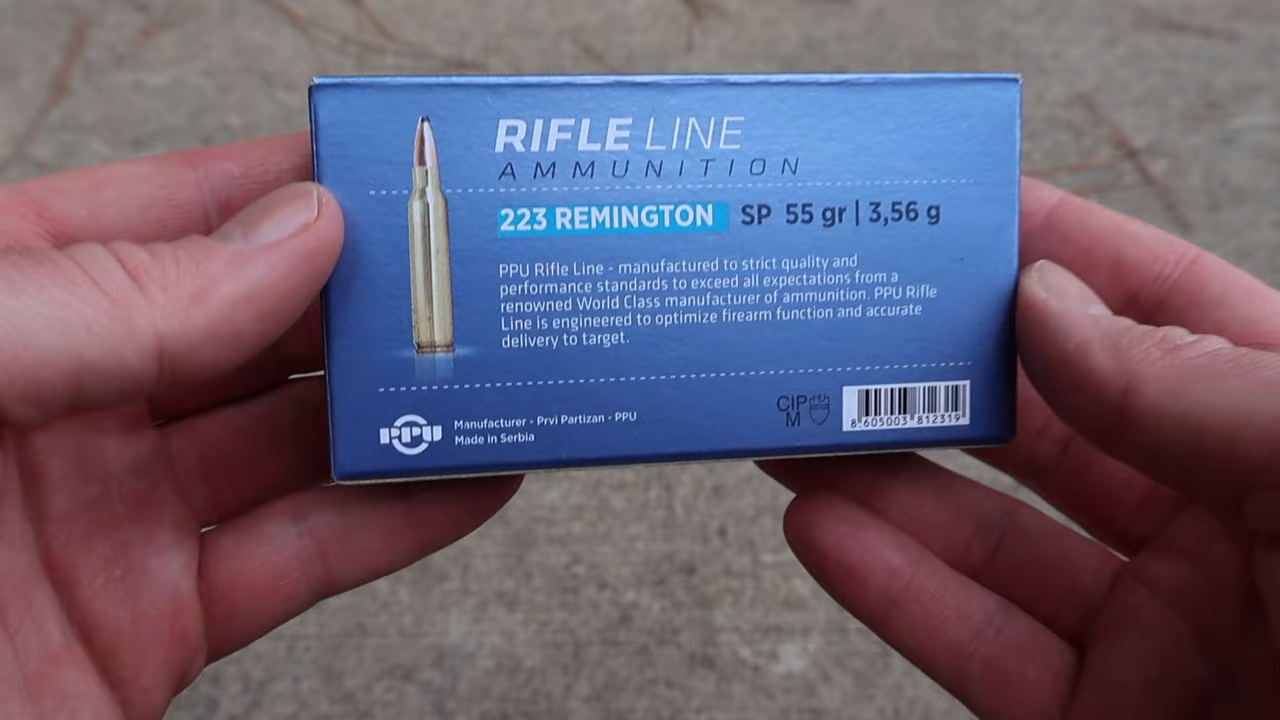 RIFLE LINE
AMMUNITION
223 REMINGTON SP 55 gr | 3,56 g
PPU Rifle Line - manufactured to strict quality and
performance standards to exceed all expectations from a
renowned World Class manufacturer of ammunition. PPU Rifle
Line is engineered to optimize firearm function and accurate
delivery to target.
PPU
Manufacturer - Prvi Partizan - PPU
Made in Serbia
CIP
M
8 605003 812319